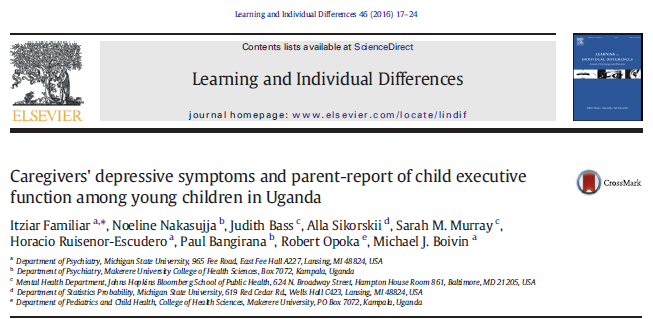 Learning and Individual Differences 46 (2016) 17–24
Contents lists available at ScienceDirect
Learning and Individual Differences
journal homepage: www.elsevier.com/locate/lindif
ELSEVIER
LEARNING and
INDIVIDUAL DIFFERENCES
Caregivers' depressive symptoms and parent-report of child executive
function among young children in Uganda
CrossMark
Itziar Familiar a,*, Noeline Nakasujja b, Judith Bass c, Alla Sikorskii d, Sarah M. Murray c,
Horacio Ruisenor-Escudero a, Paul Bangirana b, Robert Opoka e, Michael J. Boivin a
a Department of Psychiatry, Michigan State University, 965 Fee Road, East Fee Hall A227, Lansing, MI 48824, USA
b Department of Psychiatry, Makerere University College of Health Sciences, Box 7072, Kampala, Uganda
c Mental Health Department, Johns Hopkins Bloomberg School of Public Health, 624 N. Broadway Street, Hampton House Room 861, Baltimore, MD 21205, USA
d Department of Statistics Probability, Michigan State University, 619 Red Cedar Rd., Wells Hall C423, Lansing, MI 48824, USA
e Department of Pediatrics and Child Health, College of Health Sciences, Makerere University, PO Box 7072, Kampala, Uganda